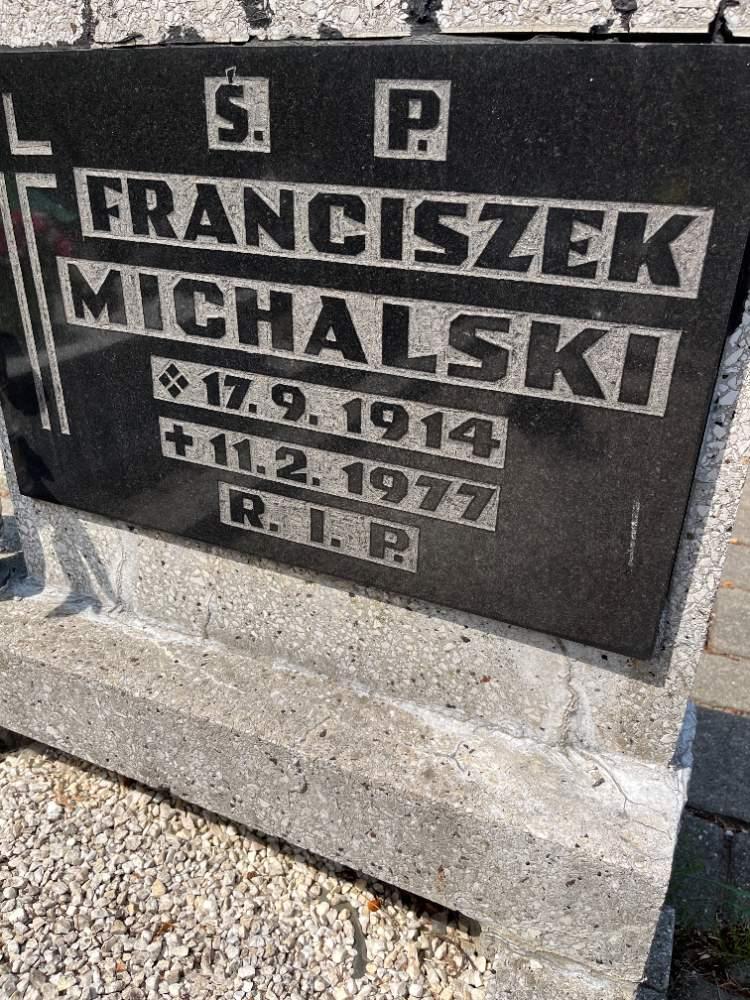 Ś. P.
FRANCISZEK
MICHALSKI
❖ 17. 9. 1914
✝ 11. 2. 1977
R. I. P.